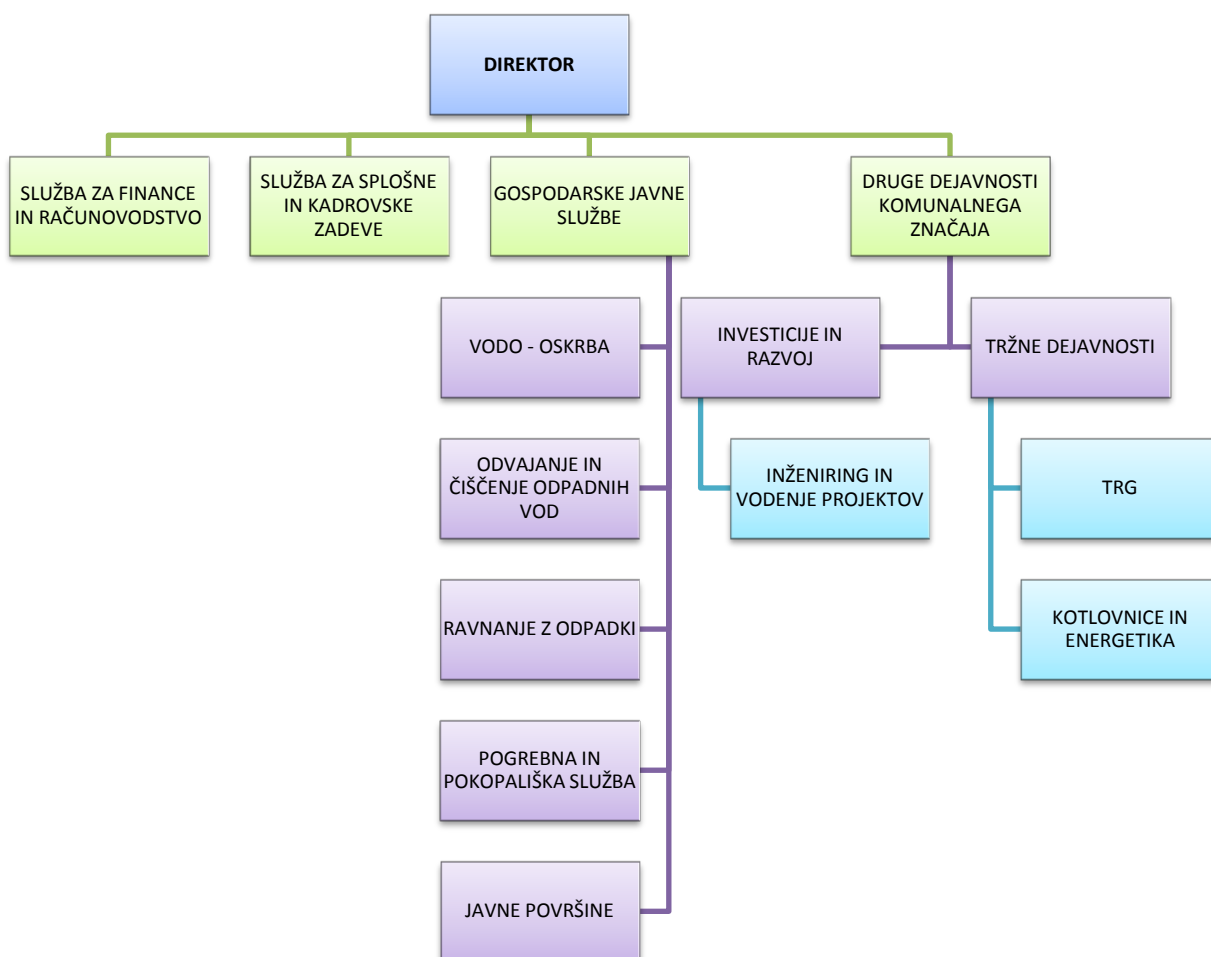 DIREKTOR
SLUŽBA ZA FINANCE
IN RAČUNOVODSTVO
SLUŽBA ZA SPLOŠNE
IN KADROVSKE
ZADEVE
GOSPODARSKE JAVNE
SLUŽBE
DRUGE DEJAVNOSTI
KOMUNALNEGA
ZNAČAJA
VODO - OSKRBA
ODVAJANJE IN
ČIŠČENJE ODPADNIH
VOD
RAVNANJE Z ODPADKI
POGREBNA IN
POKOPALIŠKA SLUŽBA
JAVNE POVRŠINE
INVESTICIJE IN
RAZVOJ
INŽENIRING IN
VODENJE PROJEKTOV
TRŽNE DEJAVNOSTI
TRG
KOTLOVNICE IN
ENERGETIKA